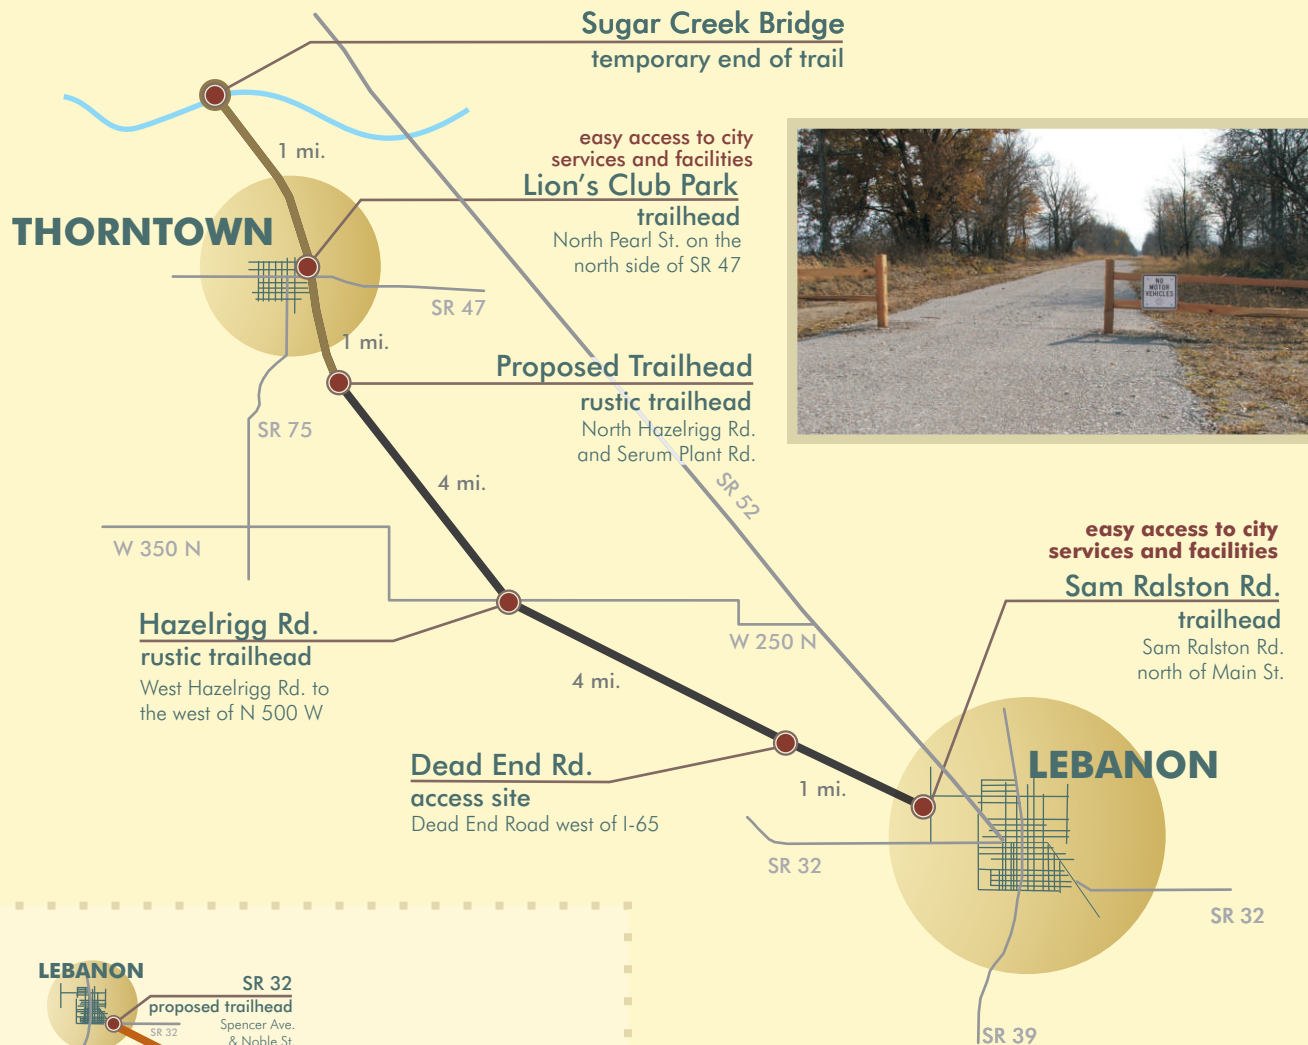 Sugar Creek Bridge
temporary end of trail
1 mi.
easy access to city
services and facilities
Lion's Club Park
trailhead
North Pearl St. on the
north side of SR 47
THORNTOWN
SR 47
NO
MOTOR
VEHICLES
1 mi.
Proposed Trailhead
rustic trailhead
North Hazelrigg Rd.
and Serum Plant Rd.
SR 75
4 mi.
SR 52
W 350 N
easy access to city
services and facilities
Sam Ralston Rd.
trailhead
Sam Ralston Rd.
north of Main St.
Hazelrigg Rd.
rustic trailhead
West Hazelrigg Rd. to
the west of N 500 W
W 250 N
4 mi.
Dead End Rd.
access site
Dead End Road west of I-65
1 mi.
LEBANON
SR 32
SR 32
SR 39
LEBANON
SR 32
proposed trailhead
Spencer Ave.
& Noble St.
SR 32